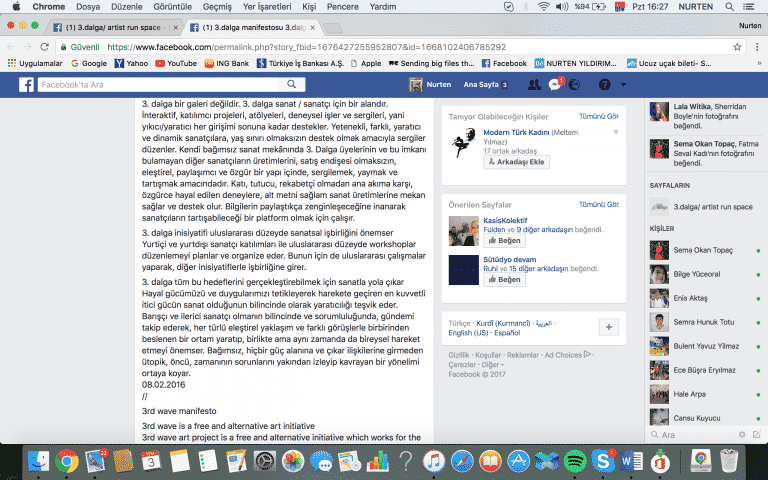 Chrome Dosya Düzenle Görünüm Geçmiş Yer İşaretleri Kişi Pencere Yardım %94 Pzt 16:27 NURTEN
(1) 3.dalga/ artist run space - (1) 3.dalga manifestosu 3.dalg Nurten
Güvenli https://www.facebook.com/permalink.php?story_fbid=1676427255952807&id=1668102406785292
Uygulamalar Google Yahoo YouTube ING Bank Türkiye İş Bankası A.Ş. Apple Sending big files the... Facebook NURTEN YILDIRIM... Ucuz uçak bileti- S...
Facebook'ta Ara Nurten Ana Sayfa 3 1
3. dalga bir galeri değildir. 3. dalga sanat / sanatçı için bir alandır.
İnteraktif, katılımcı projeleri, atölyeleri, deneysel işler ve sergileri, yani
yıkıcı/yaratıcı her girişimi sonuna kadar destekler. Yetenekli, farklı, yaratıcı
ve dinamik sanatçılara, yaş sınırı olmaksızın destek olmak amacıyla sergiler
düzenler. Kendi bağımsız sanat mekânında 3. Dalga üyelerinin ve bu imkanı
bulamayan diğer sanatçıların üretimlerini, satış endişesi olmaksızın,
eleştirel, paylaşımcı ve özgür bir yapı içinde, sergilemek, yaymak ve
tartışmak amacındadır. Katı, tutucu, rekabetçi olmadan ana akıma karşı,
özgürce hayal edilen deneylere, alt metni sağlam sanat üretimlerine mekan
sağlar ve destek olur. Bilgilerin paylaştıkça zenginleşeceğine inanarak
sanatçıların tartışabileceği bir platform olmak için çalışır.
3. dalga inisiyatifi uluslararası düzeyde sanatsal işbirliğini önemser
Yurtiçi ve yurtdışı sanatçı katılımları ile uluslararası düzeyde workshoplar
düzenlemeyi planlar ve organize eder. Bunun için de uluslararası çalışmalar
yaparak, diğer inisiyatiflerle işbirliğine girer.
3. dalga tüm bu hedeflerini gerçekleştirebilmek için sanatla yola çıkar
Hayal gücümüzü ve duygularımızı tetikleyerek harekete geçiren en kuvvetli
itici gücün sanat olduğunun bilincinde olarak yaratıcılığı teşvik eder.
Barışçı ve ilerici sanatçı olmanın bilincinde ve sorumluluğunda, gündemi
takip ederek, her türlü eleştirel yaklaşım ve farklı görüşlerle birbirinden
beslenen bir ortam yaratıp, birlikte ama aynı zamanda da bireysel hareket
etmeyi önemser. Bağımsız, hiçbir güç alanına ve çıkar ilişkilerine girmeden
ütopik, öncü, zamanının sorunlarını yakından izleyip kavrayan bir yönelimi
ortaya koyar.
08.02.2016
//
3rd wave manifesto
3rd wave is a free and alternative art initiative
3rd wave art project is a free and alternative initiative which works for the
Tanıyor Olabileceğin Kişiler Tümünü Gör
Modern Türk Kadını (Meltem
Yılmaz)
17 ortak arkadaş
Arkadaşı Ekle
Önerilen Sayfalar Tümünü Gör
KasisKolektif
Fulden ve 9 diğer arkadaşın beğendi.
Beğen
Sütüdyo devam
Ruhi ve 15 diğer arkadaşın beğendi.
Beğen
Türkçe · Kurdî (Kurmancî) · العربية ·
English (US) · Español
Gizlilik · Koşullar · Reklamlar · Ad Choices ·
Çerezler · Diğer
Facebook © 2017
Lala Witika, Sherridan
Boyle'nin fotoğrafını
beğendi.
Sema Okan Topaç, Fatma
Seval Kadı'nın fotoğrafını
beğendi.
SAYFALARIN
3.dalga/ artist run space
KİŞİLER
Sema Okan Topaç
Bilge Yüceoral
Enis Aktaş
Semra Hunuk Totu
Bulent Yavuz Yilmaz
Ece Büşra Eryılmaz
Hale Arpa
Cansu Kuyucu
Ara
21
3
1